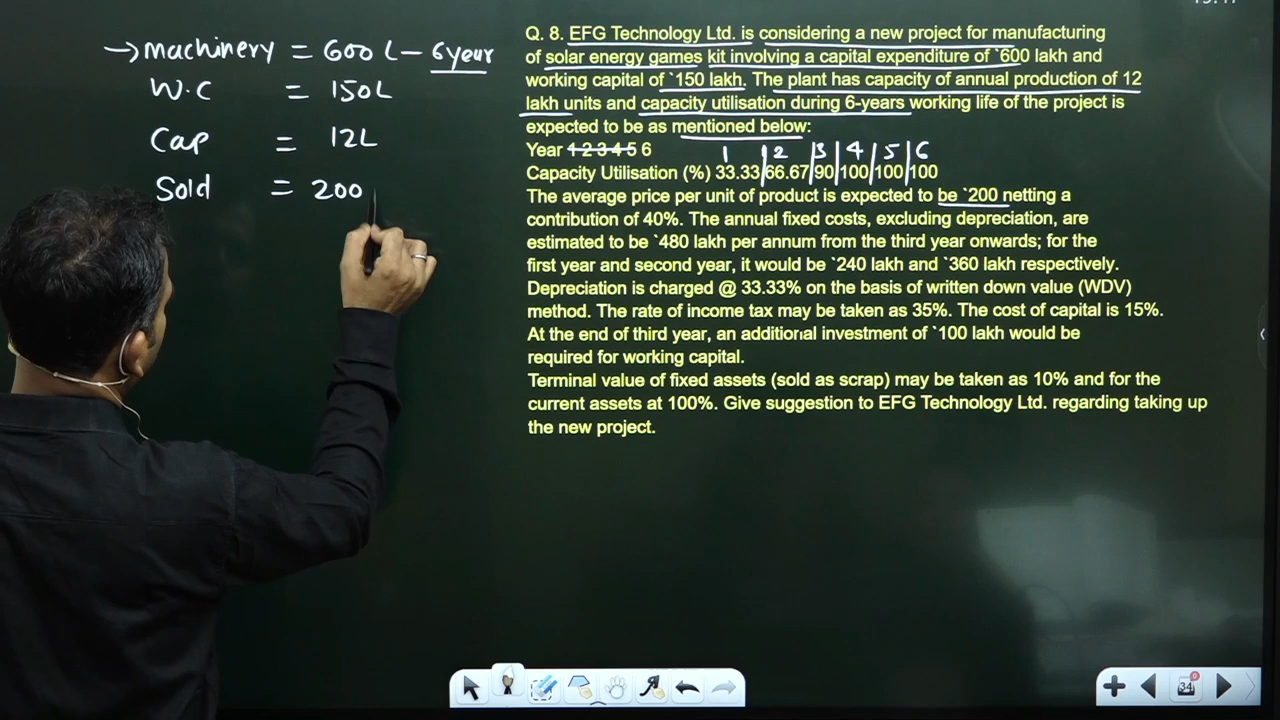 → Machinery = 600 L – 6 year
W.C = 150L
Cap = 12L
Sold = 200
Q. 8. EFG Technology Ltd. is considering a new project for manufacturing
of solar energy games kit involving a capital expenditure of `600 lakh and
working capital of `150 lakh. The plant has capacity of annual production of 12
lakh units and capacity utilisation during 6-years working life of the project is
expected to be as mentioned below:
Year 1 2 3 4 5 6
1 2 3 4 5 6
Capacity Utilisation (%) 33.33 66.67 90 100 100 100
The average price per unit of product is expected to be `200 netting a
contribution of 40%. The annual fixed costs, excluding depreciation, are
estimated to be `480 lakh per annum from the third year onwards; for the
first year and second year, it would be `240 lakh and `360 lakh respectively.
Depreciation is charged @ 33.33% on the basis of written down value (WDV)
method. The rate of income tax may be taken as 35%. The cost of capital is 15%.
At the end of third year, an additional investment of `100 lakh would be
required for working capital.
Terminal value of fixed assets (sold as scrap) may be taken as 10% and for the
current assets at 100%. Give suggestion to EFG Technology Ltd. regarding taking up
the new project.
34
0